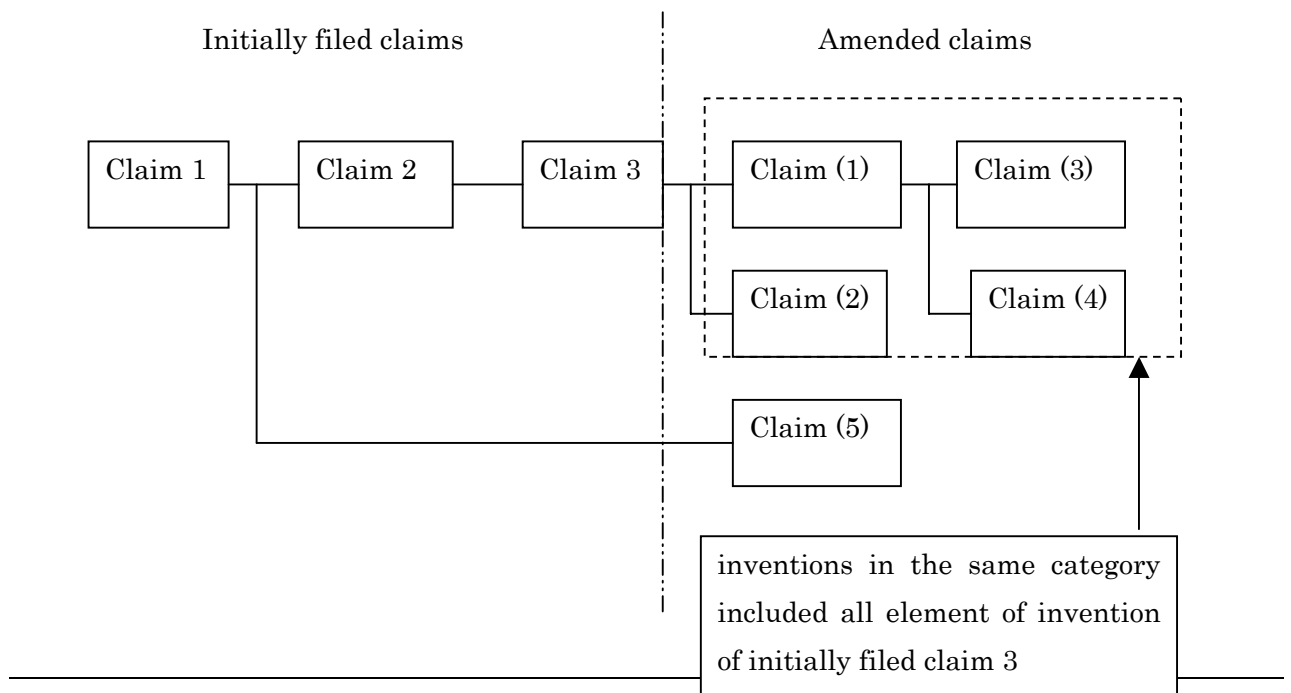 Initially filed claims
Amended claims
Claim 1
Claim 2
Claim 3
Claim (1)
Claim (3)
Claim (2)
Claim (4)
Claim (5)
inventions in the same category
included all element of invention
of initially filed claim 3